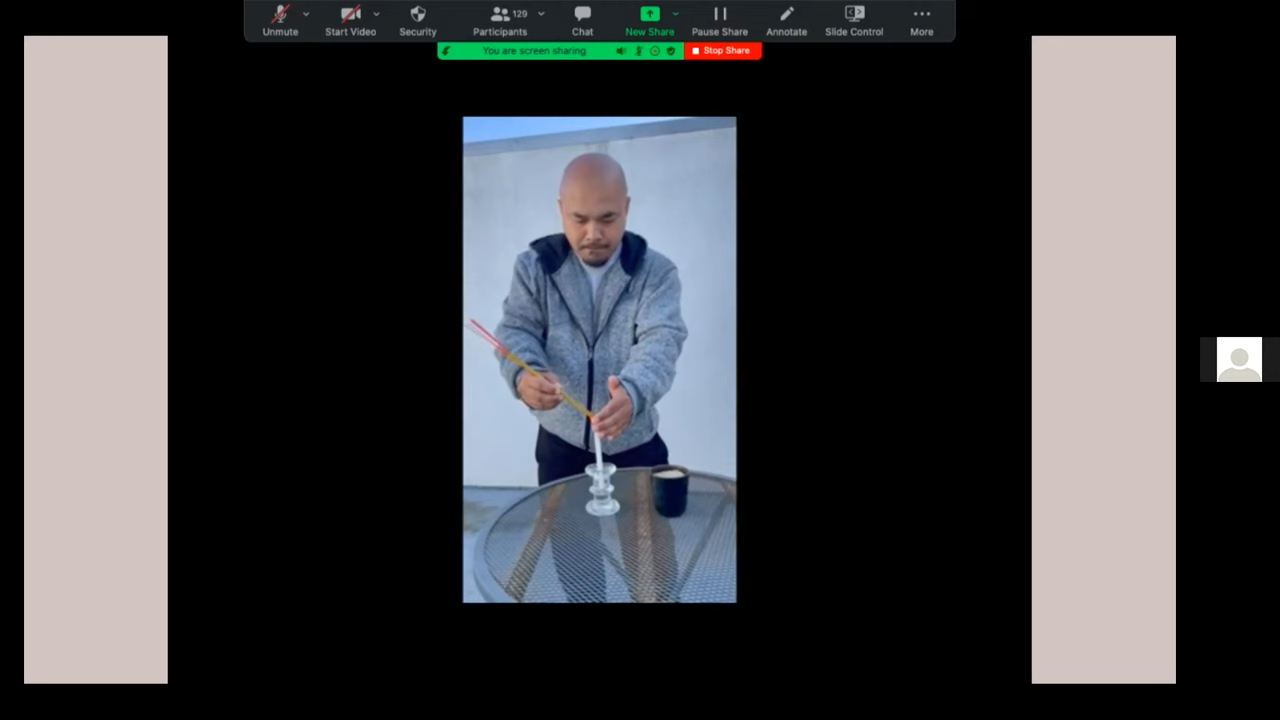 129
Unmute Start Video Security Participants Chat New Share Pause Share Annotate Slide Control More
You are screen sharing Stop Share